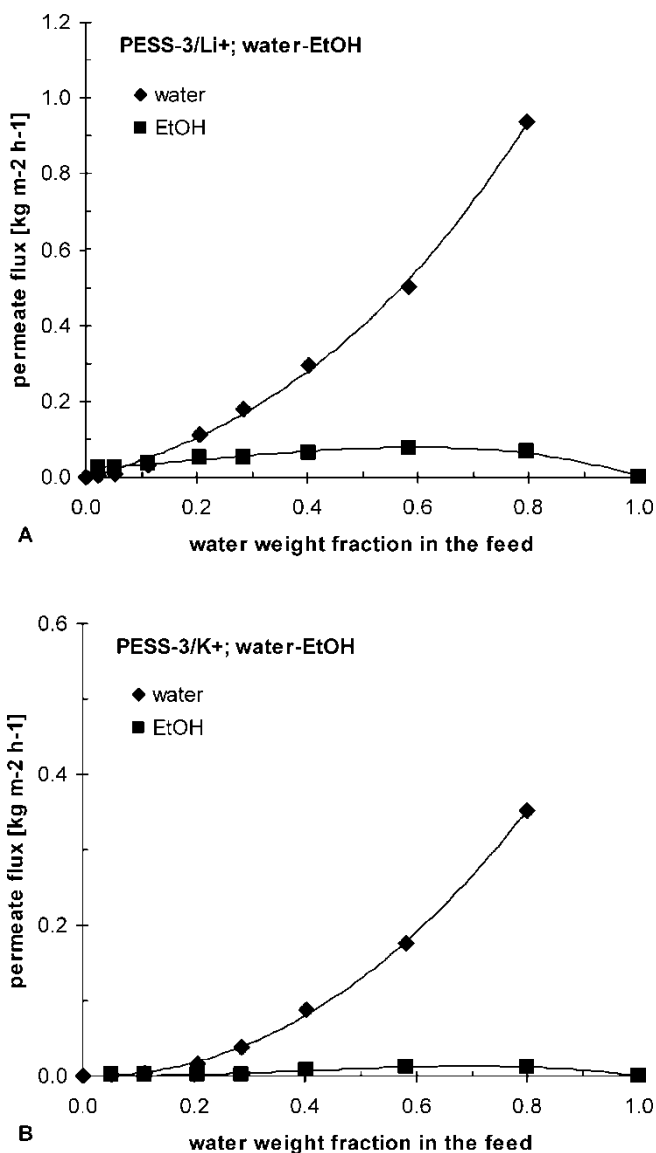 1.2
PESS-3/Li+; water-EtOH
water
EtOH
1.0
0.8
0.6
0.4
0.2
0.0
permeate flux [kg m-2 h-1]
0.0 0.2 0.4 0.6 0.8 1.0
A
water weight fraction in the feed
0.6
PESS-3/K+; water-EtOH
water
EtOH
0.4
0.2
0.0
permeate flux [kg m-2 h-1]
0.0 0.2 0.4 0.6 0.8 1.0
B
water weight fraction in the feed